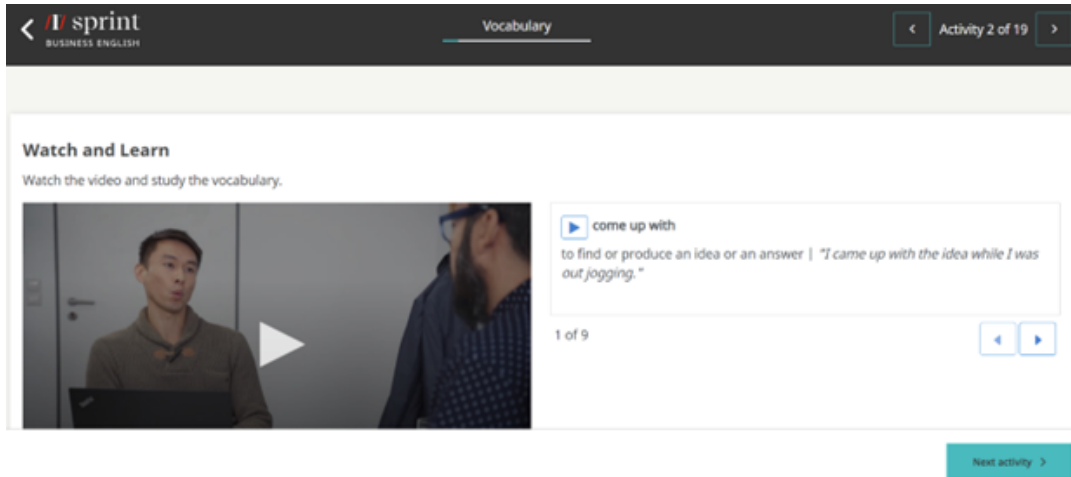 sprint
BUSINESS ENGLISH
Vocabulary
Activity 2 of 19
Watch and Learn
Watch the video and study the vocabulary.
come up with
to find or produce an idea or an answer | "I came up with the idea while I was
out jogging."
1 of 9
Next activity